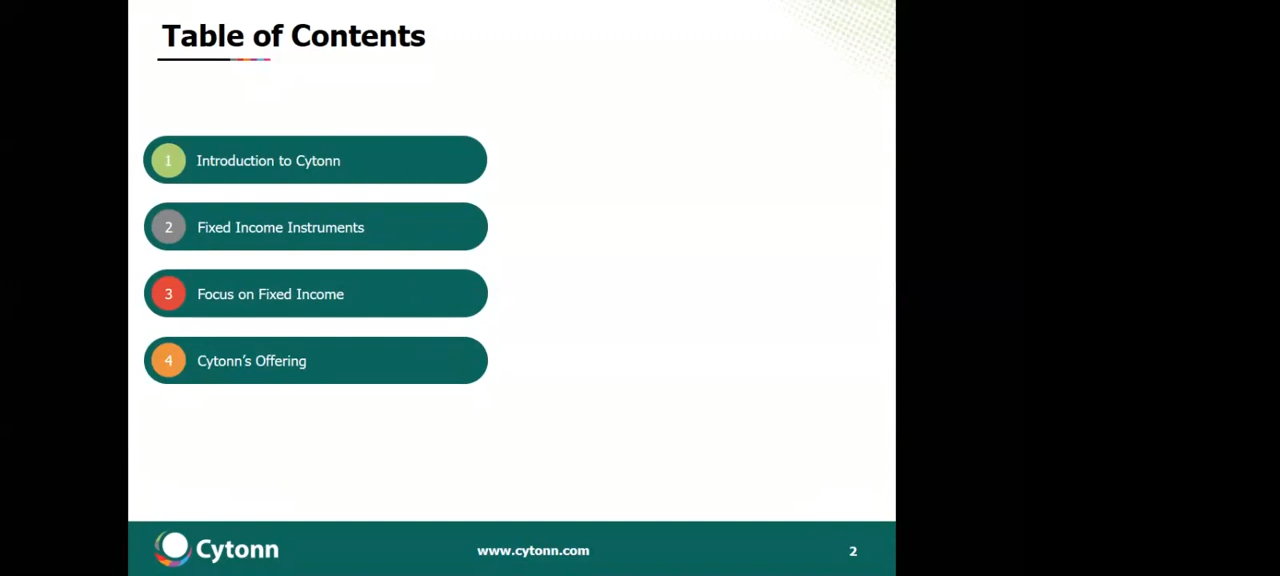 Table of Contents
1 Introduction to Cytonn
2 Fixed Income Instruments
3 Focus on Fixed Income
4 Cytonn's Offering
Cytonn www.cytonn.com 2